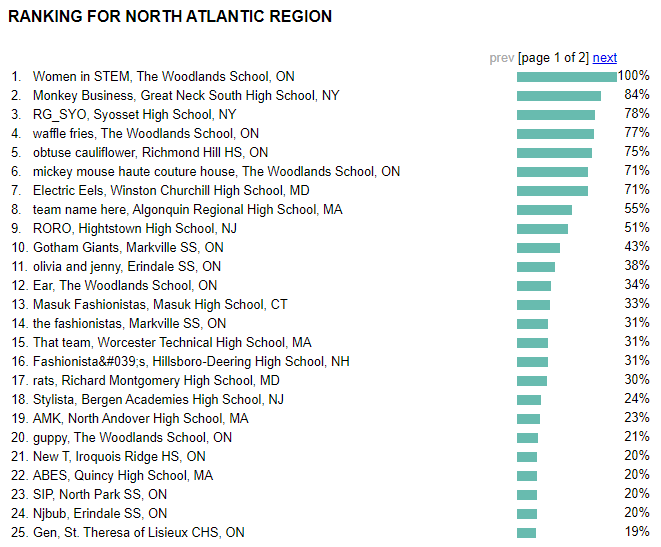 RANKING FOR NORTH ATLANTIC REGION
prev [page 1 of 2] next
1. Women in STEM, The Woodlands School, ON 100%
2. Monkey Business, Great Neck South High School, NY 84%
3. RG_SYO, Syosset High School, NY 78%
4. waffle fries, The Woodlands School, ON 77%
5. obtuse cauliflower, Richmond Hill HS, ON 75%
6. mickey mouse haute couture house, The Woodlands School, ON 71%
7. Electric Eels, Winston Churchill High School, MD 71%
8. team name here, Algonquin Regional High School, MA 55%
9. RORO, Hightstown High School, NJ 51%
10. Gotham Giants, Markville SS, ON 43%
11. olivia and jenny, Erindale SS, ON 38%
12. Ear, The Woodlands School, ON 34%
13. Masuk Fashionistas, Masuk High School, CT 33%
14. the fashionistas, Markville SS, ON 31%
15. That team, Worcester Technical High School, MA 31%
16. Fashionista&#039;s, Hillsboro-Deering High School, NH 31%
17. rats, Richard Montgomery High School, MD 30%
18. Stylista, Bergen Academies High School, NJ 24%
19. AMK, North Andover High School, MA 23%
20. guppy, The Woodlands School, ON 21%
21. New T, Iroquois Ridge HS, ON 20%
22. ABES, Quincy High School, MA 20%
23. SIP, North Park SS, ON 20%
24. Njbub, Erindale SS, ON 20%
25. Gen, St. Theresa of Lisieux CHS, ON 19%